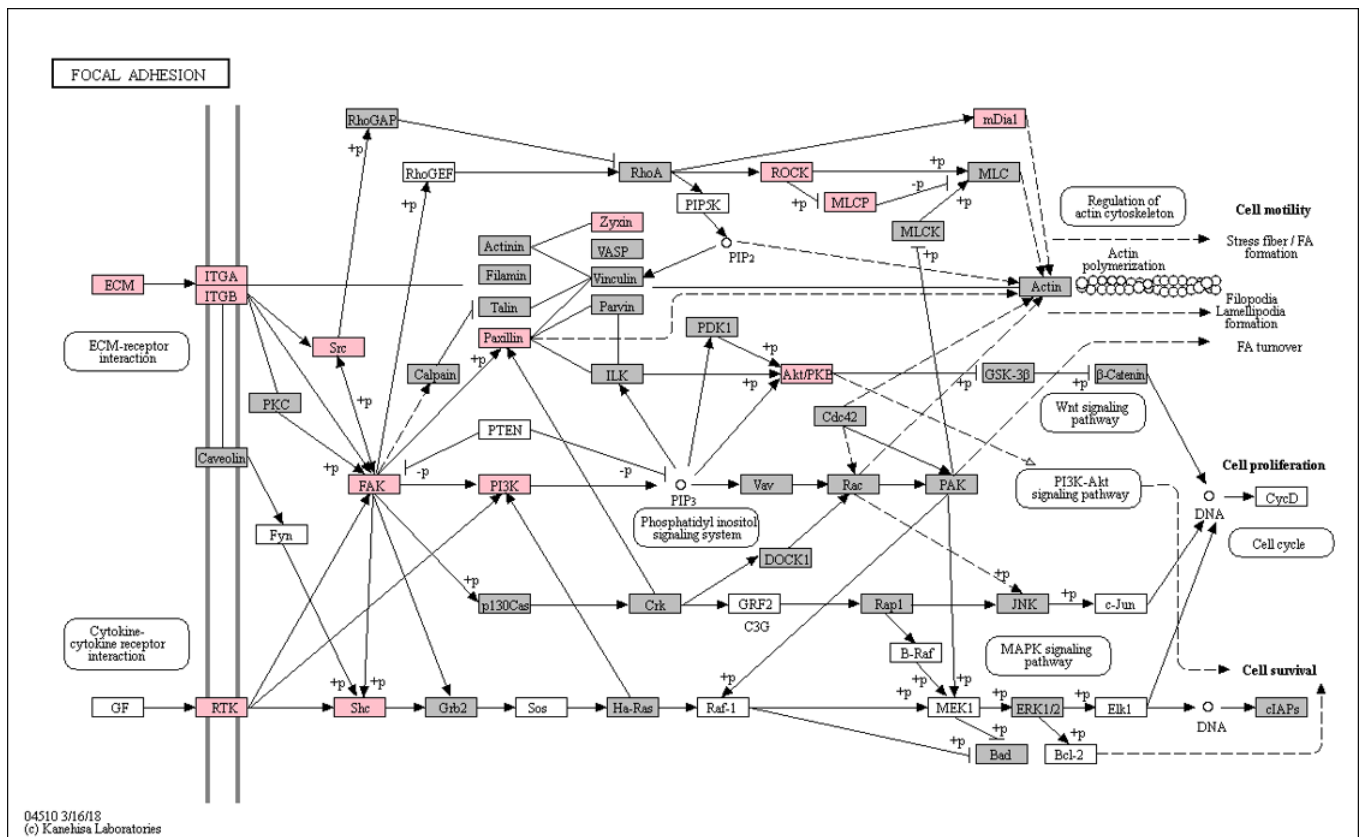 FOCAL ADHESION
RhoGAP
mDia1
+p
RhoGEF
RhoA
ROCK
+p
MLC
+p
PIP5K
+p
MLCP
-p
+p
Regulation of
actin cytoskeleton
Cell motility
Zyxin
Actinin
VASP
MLCK
Stress fiber / FA
formation
PIP2
+p
Actin
polymerization
ECM
ITGA
ITGB
Filamin
Vinculin
Actin
Talin
Parvin
Filopodia
Lamellipodia
formation
ECM-receptor
interaction
Src
Paxillin
PDK1
FA turnover
+p
+p
Calpain
ILK
+p
Akt/PKB
GSK-3β
β-Catenin
+p
PKC
Cdc42
Wnt signaling
pathway
PTEN
Caveolin
+p
-p
-p
Cell proliferation
FAK
PI3K
PIP3
Vav
Rac
PAK
PI3K-Akt
signaling pathway
DNA
CycD
Fyn
Phosphatidyl inositol
signaling system
Cell cycle
DOCK1
+p
+p
p130Cas
Crk
GRF2
C3G
Rap1
JNK
+p
c-Jun
Cytokine-
cytokine receptor
interaction
B-Raf
MAPK signaling
pathway
Cell survival
+p
+p
+p
+p
+p
GF
RTK
Shc
Grb2
Sos
Ha-Ras
Raf-1
MEK1
+p
ERK1/2
+p
Elk1
DNA
cIAPs
+p
+p
+p
Bad
Bcl-2
04510 3/16/18
(c) Kanehisa Laboratories